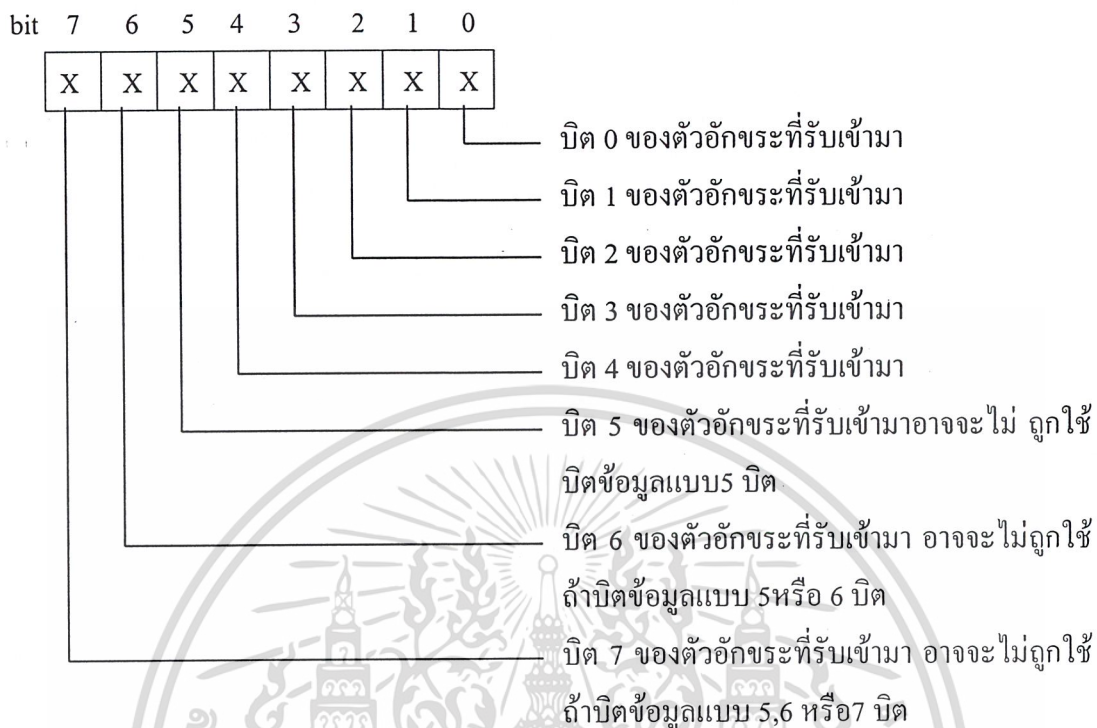 bit 7 6 5 4 3 2 1 0
X X X X X X X X
บิต 0 ของตัวอักขระที่รับเข้ามา
บิต 1 ของตัวอักขระที่รับเข้ามา
บิต 2 ของตัวอักขระที่รับเข้ามา
บิต 3 ของตัวอักขระที่รับเข้ามา
บิต 4 ของตัวอักขระที่รับเข้ามา
บิต 5 ของตัวอักขระที่รับเข้ามาอาจจะไม่ ถูกใช้
บิตข้อมูลแบบ5 บิต
บิต 6 ของตัวอักขระที่รับเข้ามา อาจจะไม่ถูกใช้
ถ้าบิตข้อมูลแบบ 5หรือ 6 บิต
บิต 7 ของตัวอักขระที่รับเข้ามา อาจจะไม่ถูกใช้
ถ้าบิตข้อมูลแบบ 5,6 หรือ7 บิต